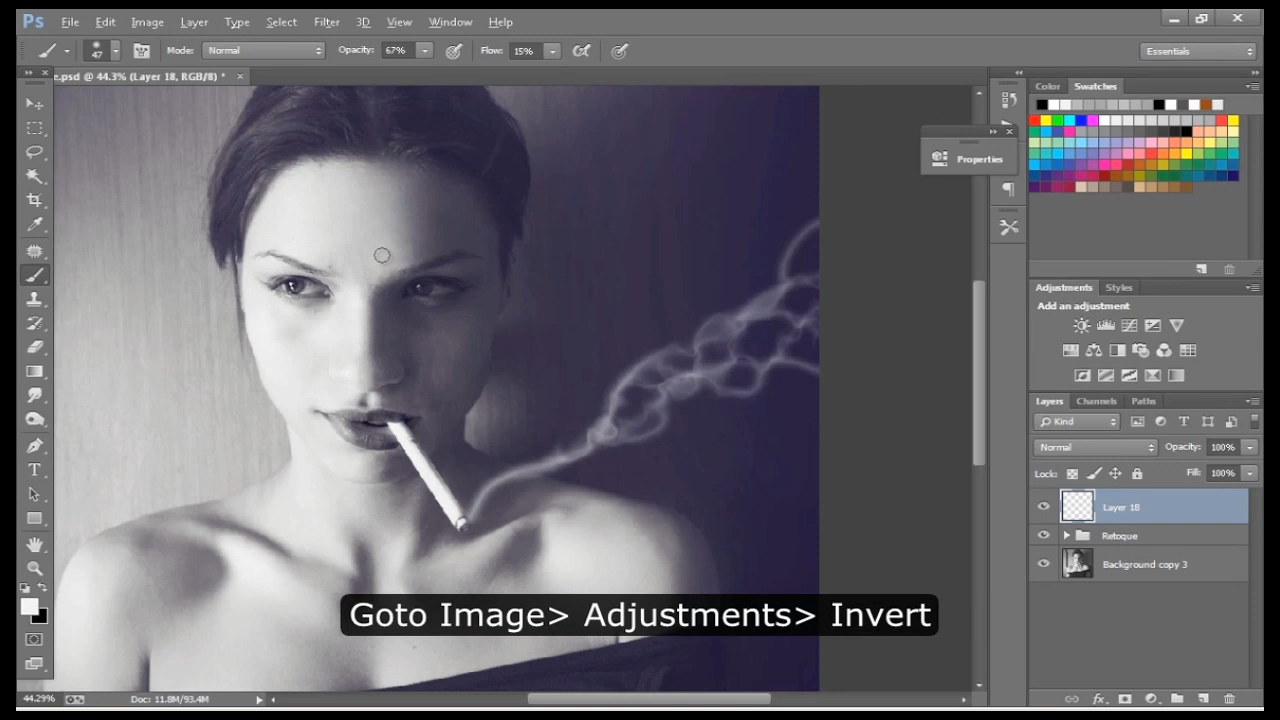 Ps File Edit Image Layer Type Select Filter 3D View Window Help
47 Mode: Normal Opacity: 67% Flow: 15% Essentials
e.psd @ 44.3% (Layer 18, RGB/8) * ×
Color Swatches
Properties
Adjustments Styles
Add an adjustment
Layers Channels Paths
Kind
Normal Opacity: 100%
Lock: Fill: 100%
Layer 18
Retoque
Background copy 3
Goto Image> Adjustments> Invert
44.29% Doc: 11.8M/93.4M